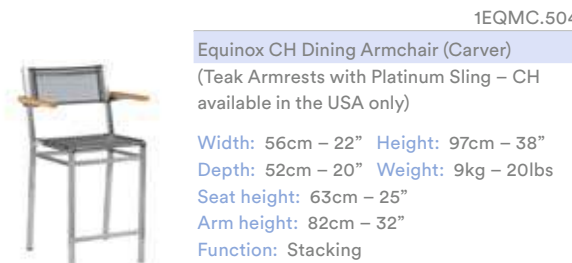 1EQMC.504
Equinox CH Dining Armchair (Carver)
(Teak Armrests with Platinum Sling – CH
available in the USA only)
Width: 56cm – 22” Height: 97cm – 38”
Depth: 52cm – 20” Weight: 9kg – 20lbs
Seat height: 63cm – 25”
Arm height: 82cm – 32”
Function: Stacking